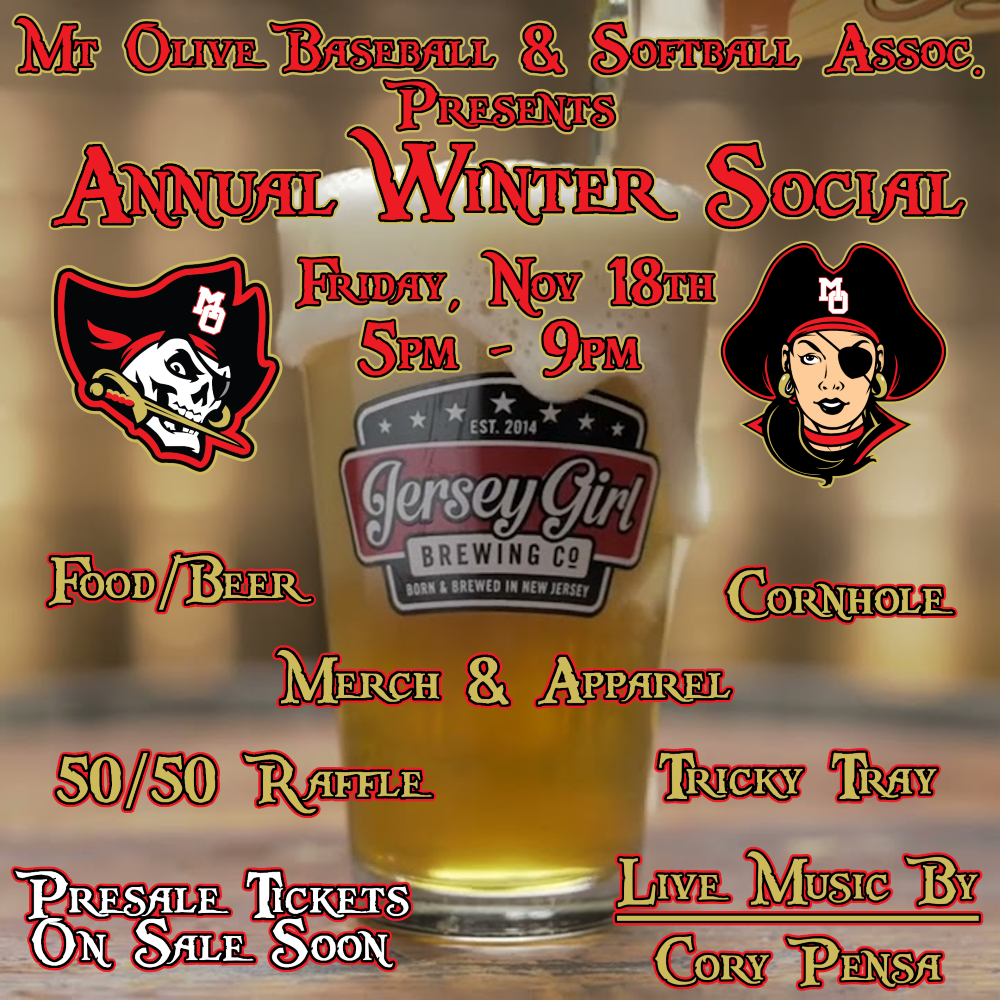 Mt Olive Baseball & Softball Assoc.
Presents
Annual Winter Social
Friday, Nov 18th
5pm - 9pm
MO
MO
EST. 2014
Jersey Girl
BREWING CO
BORN & BREWED IN NEW JERSEY
Food/Beer
Cornhole
Merch & Apparel
50/50 Raffle
Tricky Tray
Presale Tickets
On Sale Soon
Live Music By
Cory Pensa